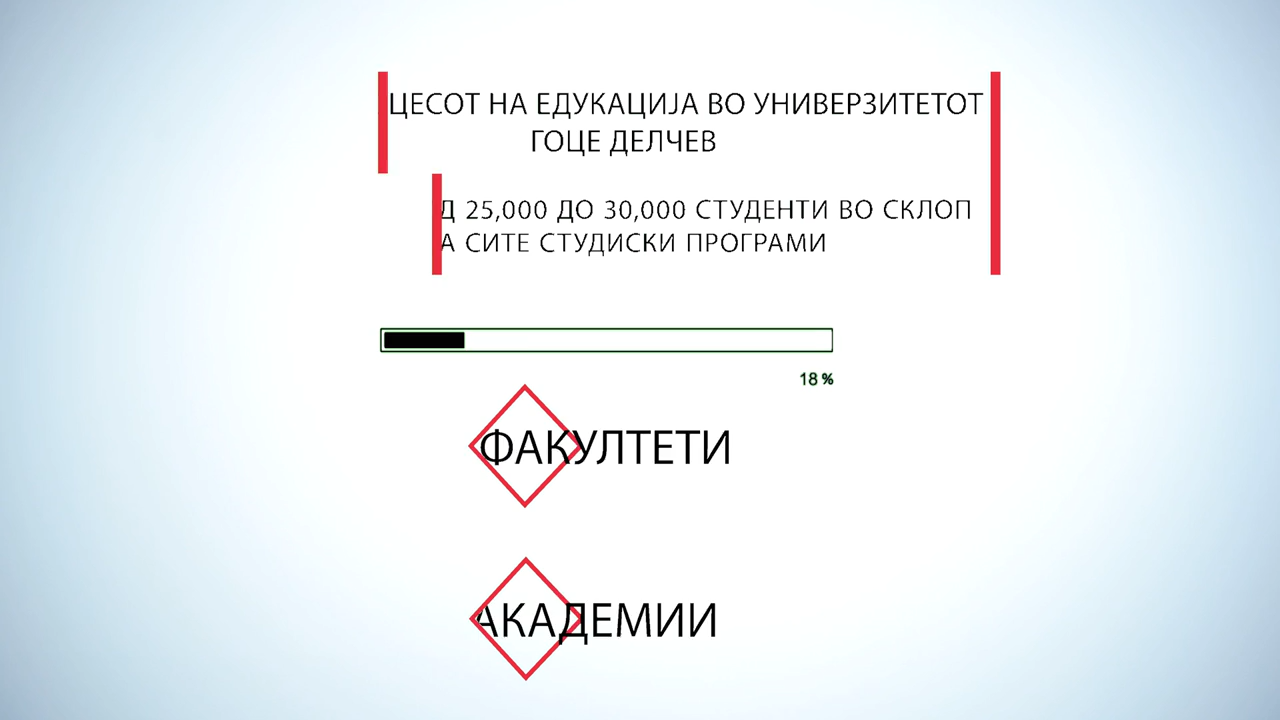 ЦЕСОТ НА ЕДУКАЦИЈА ВО УНИВЕРЗИТЕТОТ
ГОЦЕ ДЕЛЧЕВ
Д 25,000 ДО 30,000 СТУДЕНТИ ВО СКЛОП
А СИТЕ СТУДИСКИ ПРОГРАМИ
18 %
ФАКУЛТЕТИ
АКАДЕМИИ